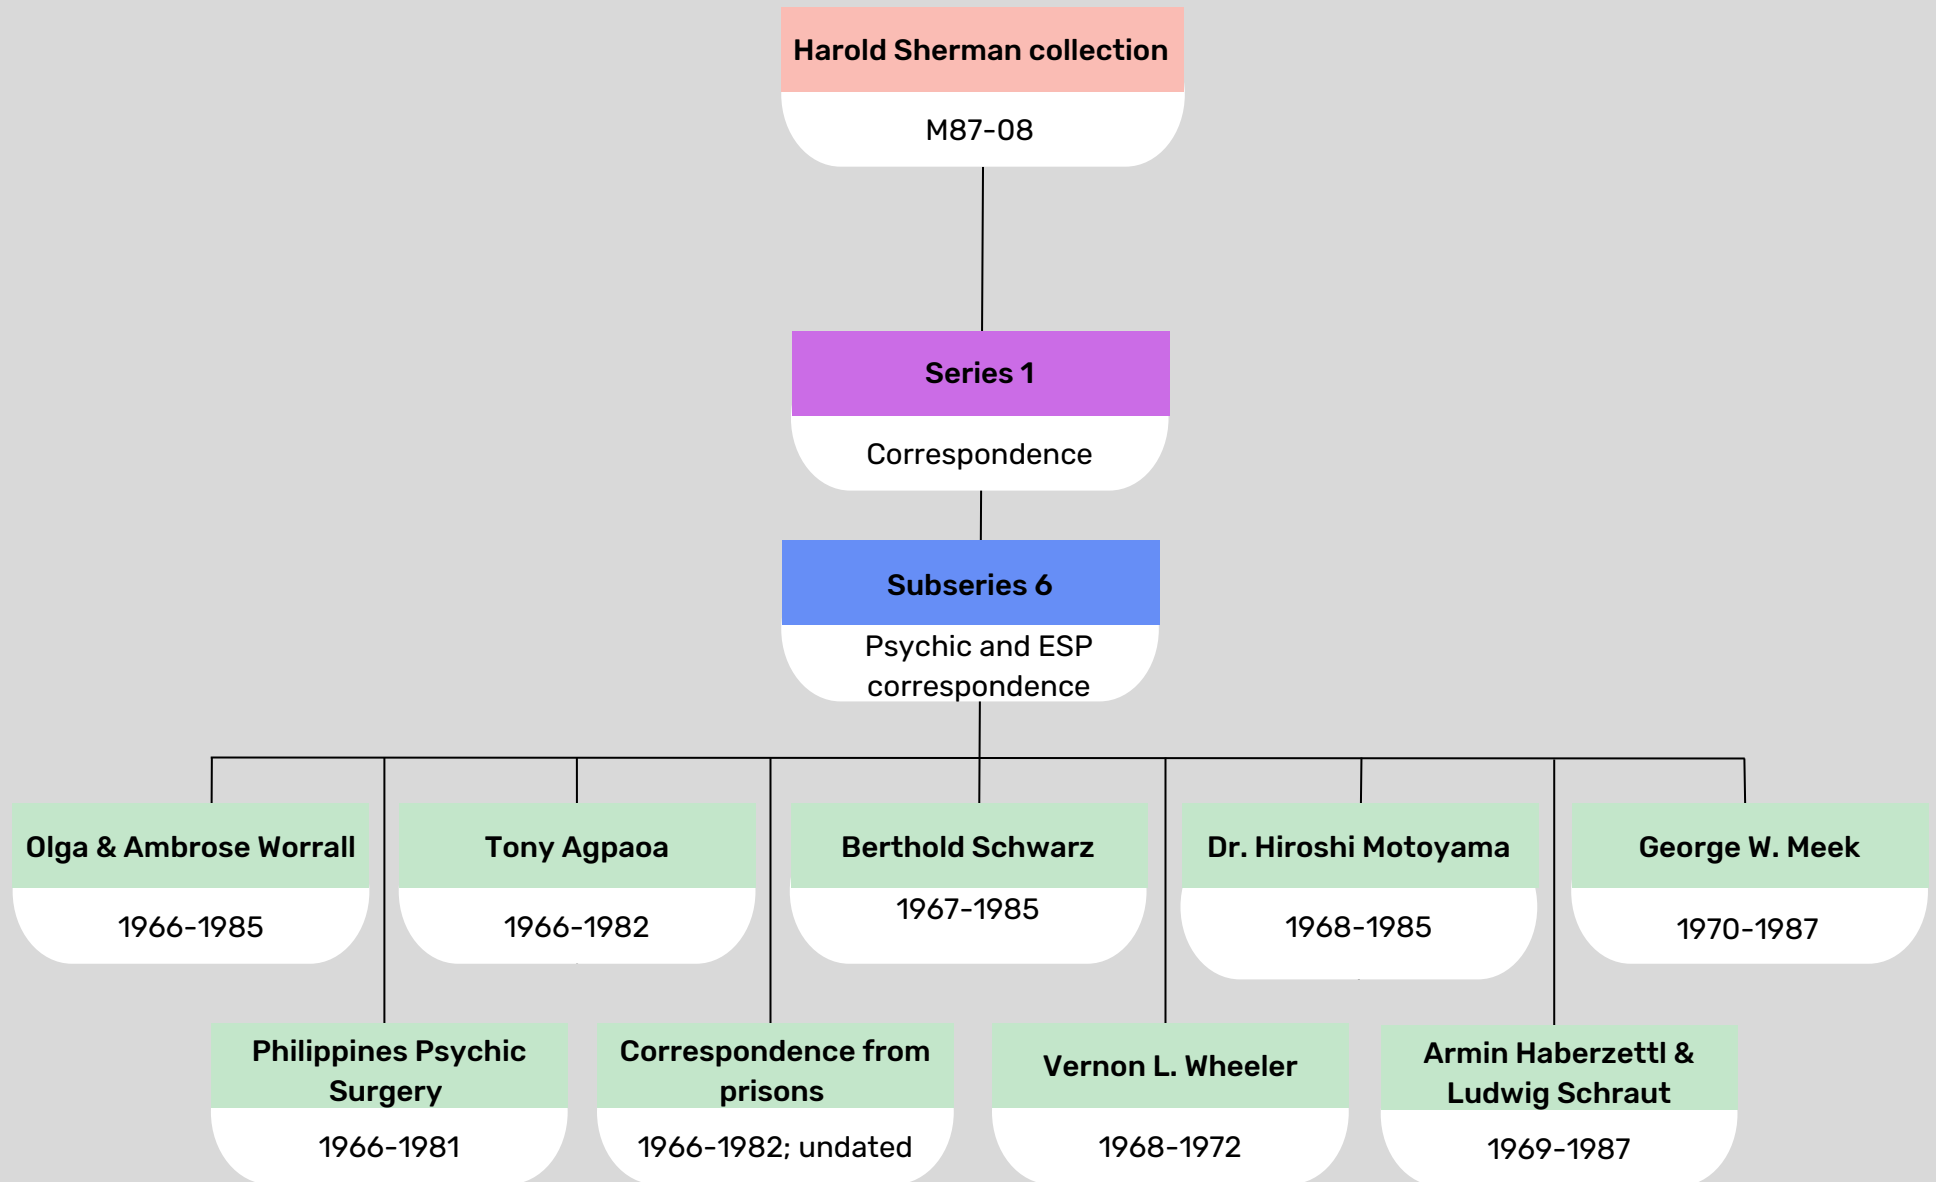 Harold Sherman collection
M87-08
Series 1
Correspondence
Subseries 6
Psychic and ESP
correspondence
Olga & Ambrose Worrall
1966-1985
Tony Agpaoa
1966-1982
Berthold Schwarz
1967-1985
Dr. Hiroshi Motoyama
1968-1985
George W. Meek
1970-1987
Philippines Psychic
Surgery
1966-1981
Correspondence from
prisons
1966-1982; undated
Vernon L. Wheeler
1968-1972
Armin Haberzettl &
Ludwig Schraut
1969-1987